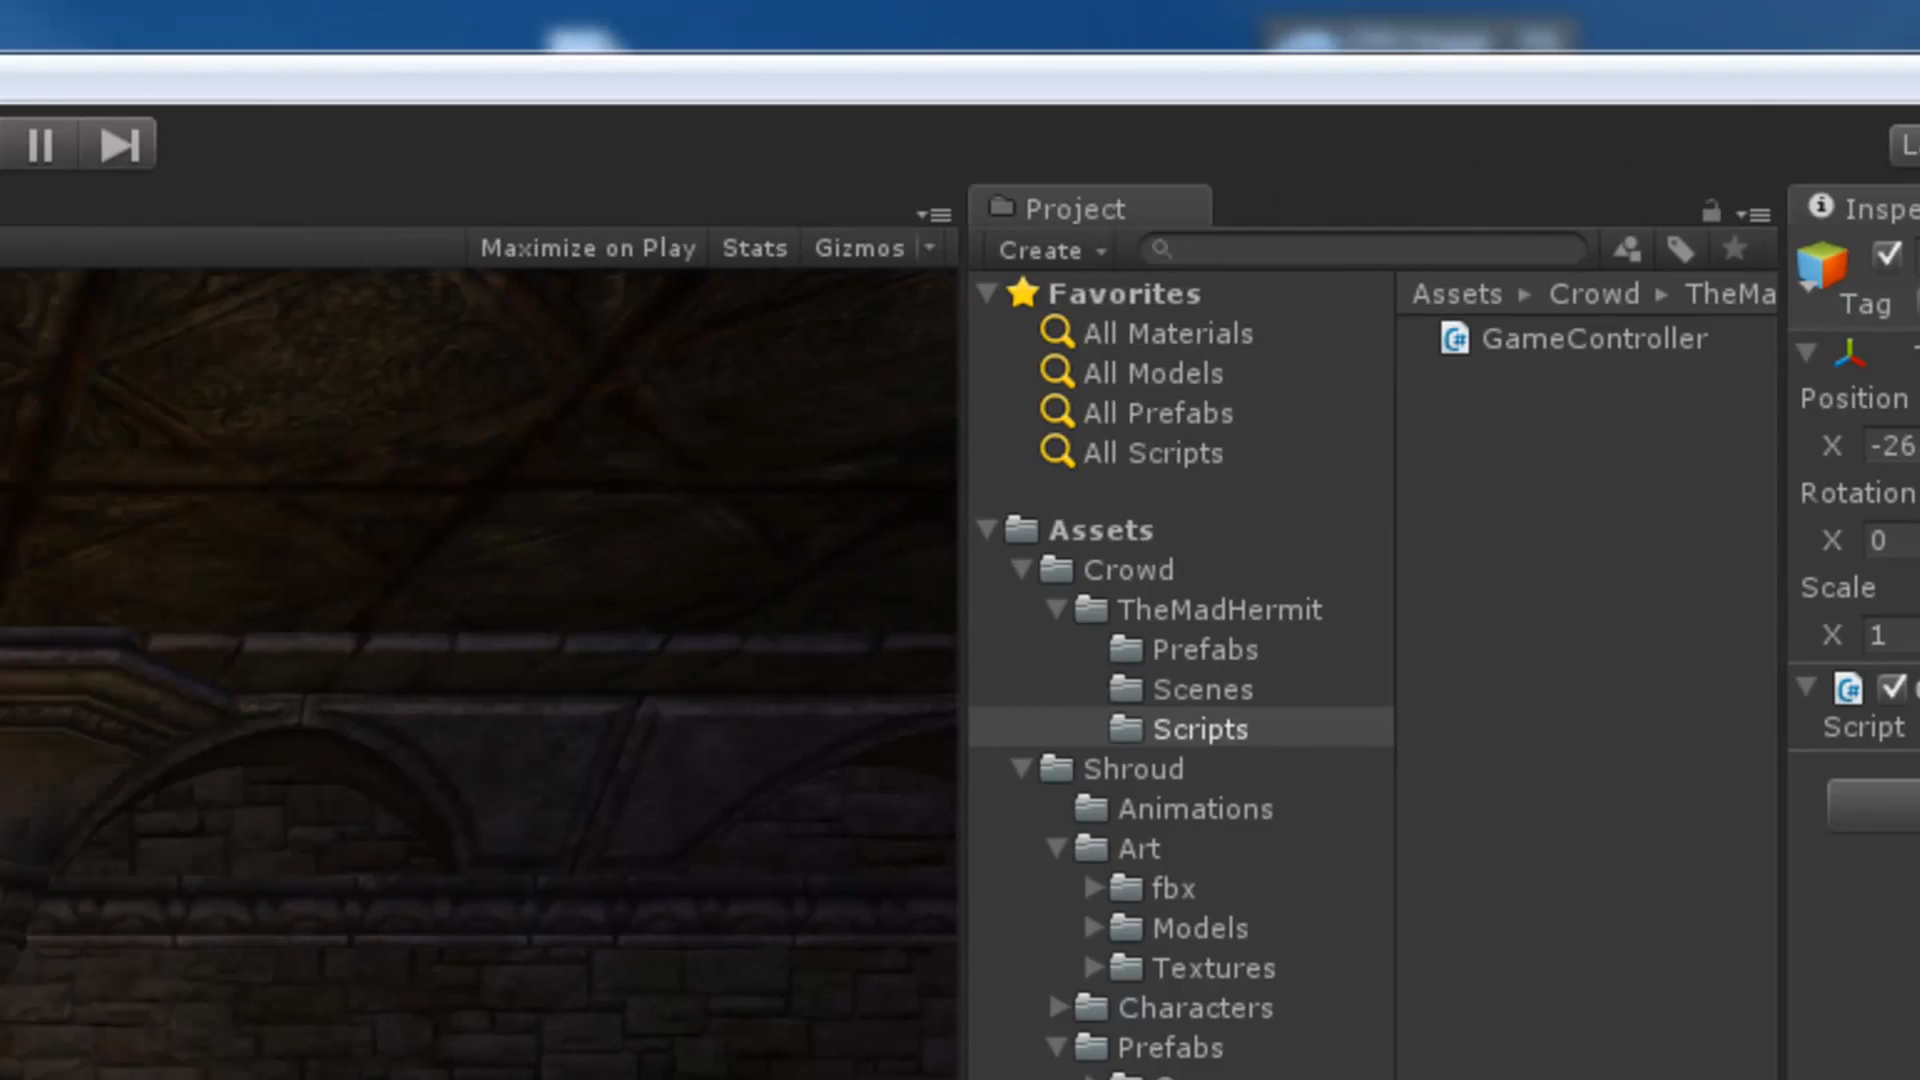 Project
Inspe
Maximize on Play Stats Gizmos
Create
Favorites
All Materials
All Models
All Prefabs
All Scripts
Assets
Crowd
TheMadHermit
Prefabs
Scenes
Scripts
Shroud
Animations
Art
fbx
Models
Textures
Characters
Prefabs
Assets Crowd TheMa
GameController
Tag
Position
X -26
Rotation
X 0
Scale
X 1
Script